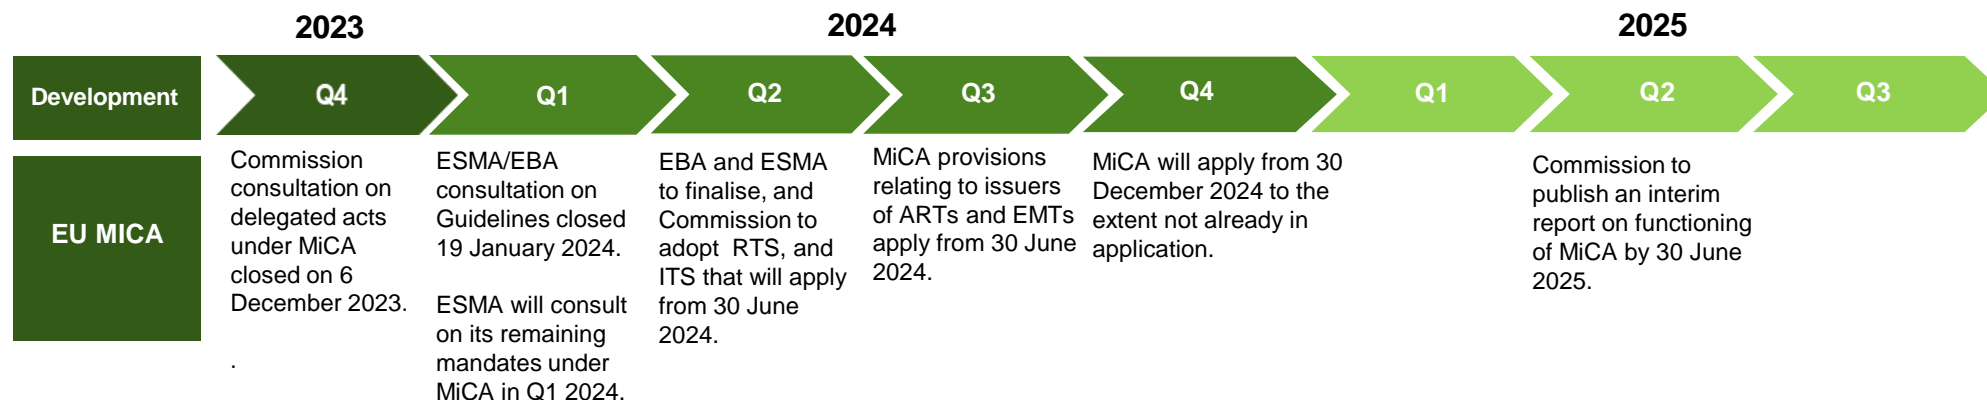 2023
2024
2025
Development
Q4
Q1
Q2
Q3
Q4
Q1
Q2
Q3
EU MICA
Commission
consultation on
delegated acts
under MiCA
closed on 6
December 2023.
.
ESMA/EBA
consultation on
Guidelines closed
19 January 2024.
ESMA will consult
on its remaining
mandates under
MiCA in Q1 2024.
EBA and ESMA
to finalise, and
Commission to
adopt RTS, and
ITS that will apply
from 30 June
2024.
MiCA provisions
relating to issuers
of ARTs and EMTs
apply from 30 June
2024.
MiCA will apply from 30
December 2024 to the
extent not already in
application.
Commission to
publish an interim
report on functioning
of MiCA by 30 June
2025.